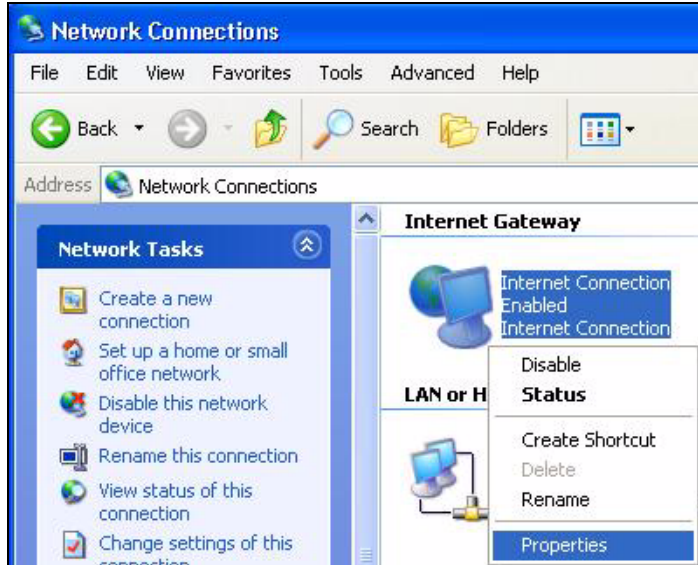 Network Connections
File Edit View Favorites Tools Advanced Help
Back Search Folders
Address Network Connections
Network Tasks
Create a new
connection
Set up a home or small
office network
Disable this network
device
Rename this connection
View status of this
connection
Change settings of this
connection
Internet Gateway
Internet Connection
Enabled
Internet Connection
LAN or H
Disable
Status
Create Shortcut
Delete
Rename
Properties